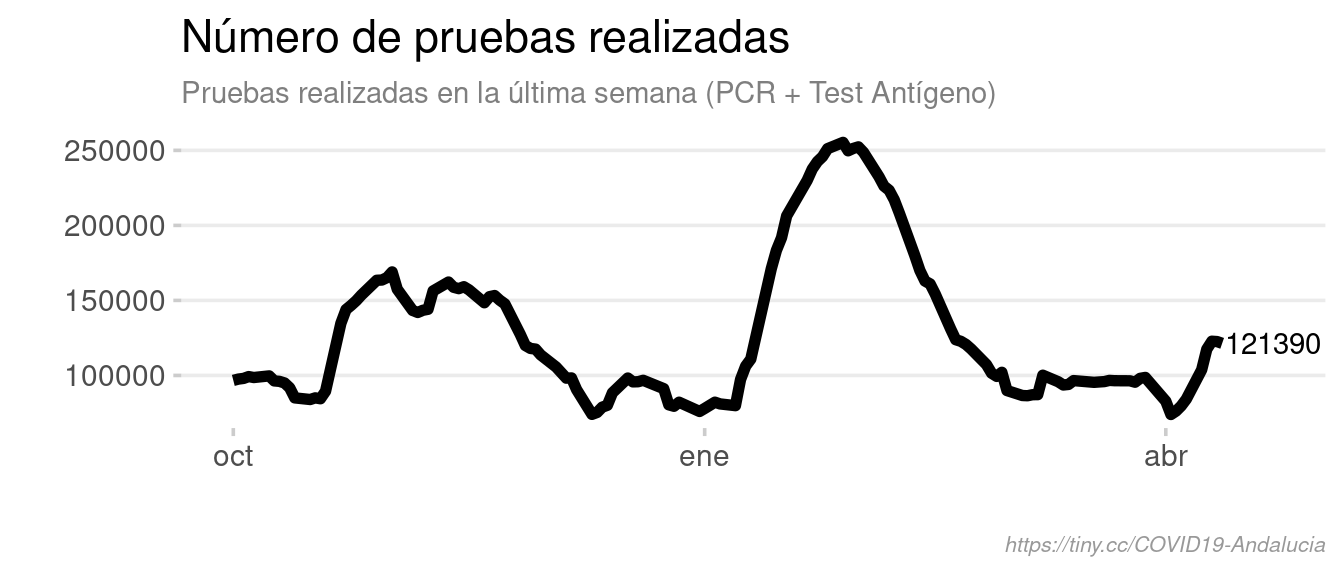 Número de pruebas realizadas
Pruebas realizadas en la última semana (PCR + Test Antígeno)
250000
200000
150000
100000
121390
oct
ene
abr
https://tiny.cc/COVID19-Andalucia